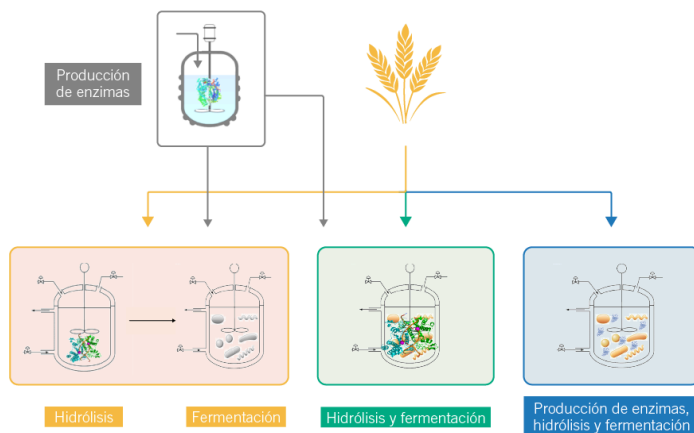 Producción
de enzimas
Hidrólisis
Fermentación
Hidrólisis y fermentación
Producción de enzimas,
hidrólisis y fermentación